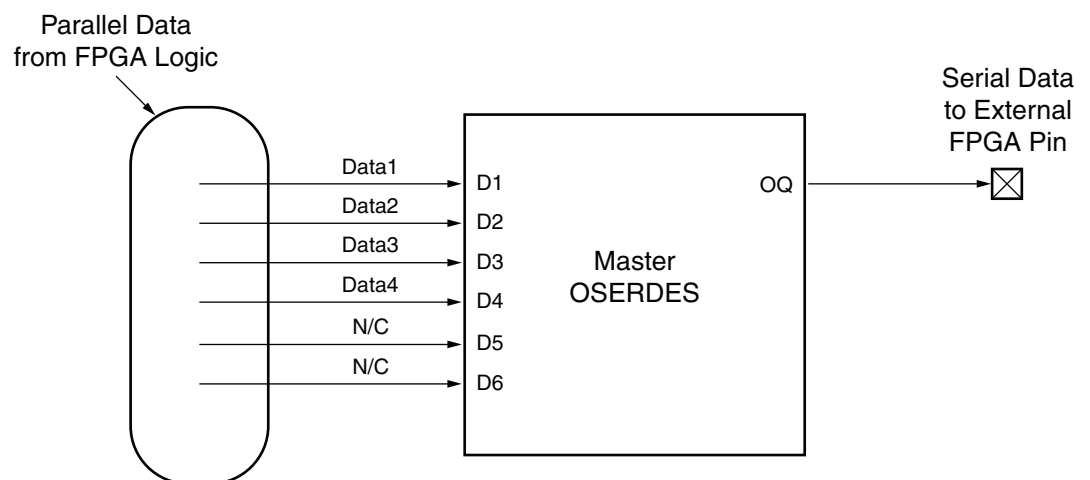 Parallel Data
from FPGA Logic
Serial Data
to External
FPGA Pin
Data1
D1
OQ
Data2
D2
Data3
D3
Master
OSERDES
Data4
D4
N/C
D5
N/C
D6